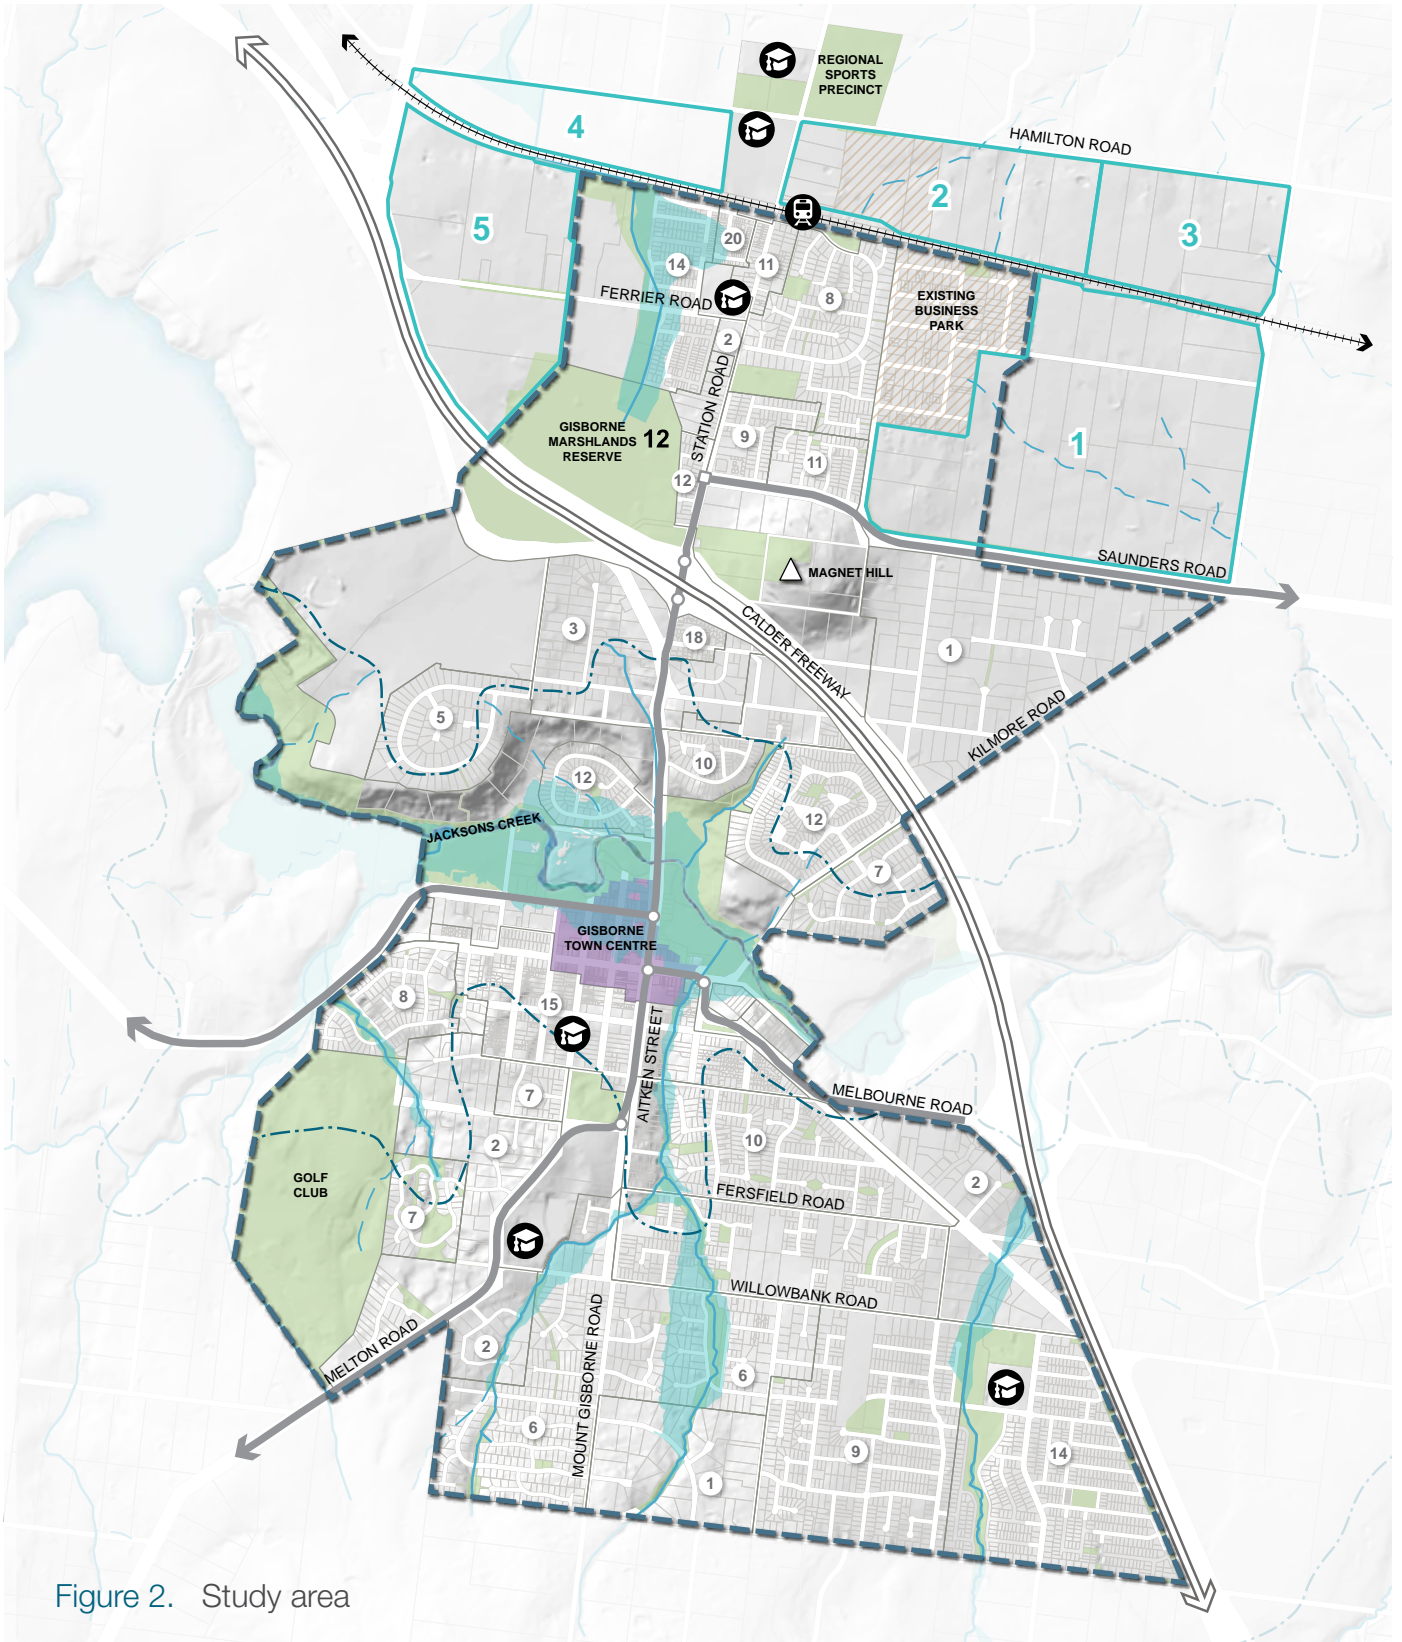 REGIONAL
SPORTS
PRECINCT
HAMILTON ROAD
4
2
3
5
20
14
11
8
FERRIER ROAD
EXISTING
BUSINESS
PARK
2
STATION ROAD
GISBORNE
MARSHLANDS
RESERVE
12
9
11
12
1
SAUNDERS ROAD
MAGNET HILL
3
18
CALDER FREEWAY
1
KILMORE ROAD
5
10
12
12
JACKSONS CREEK
7
GISBORNE
TOWN CENTRE
8
15
AITKEN STREET
7
MELBOURNE ROAD
10
2
2
GOLF
CLUB
7
FERSFIELD ROAD
WILLOWBANK ROAD
MELTON ROAD
2
MOUNT GISBORNE ROAD
6
6
9
14
1
Figure 2. Study area